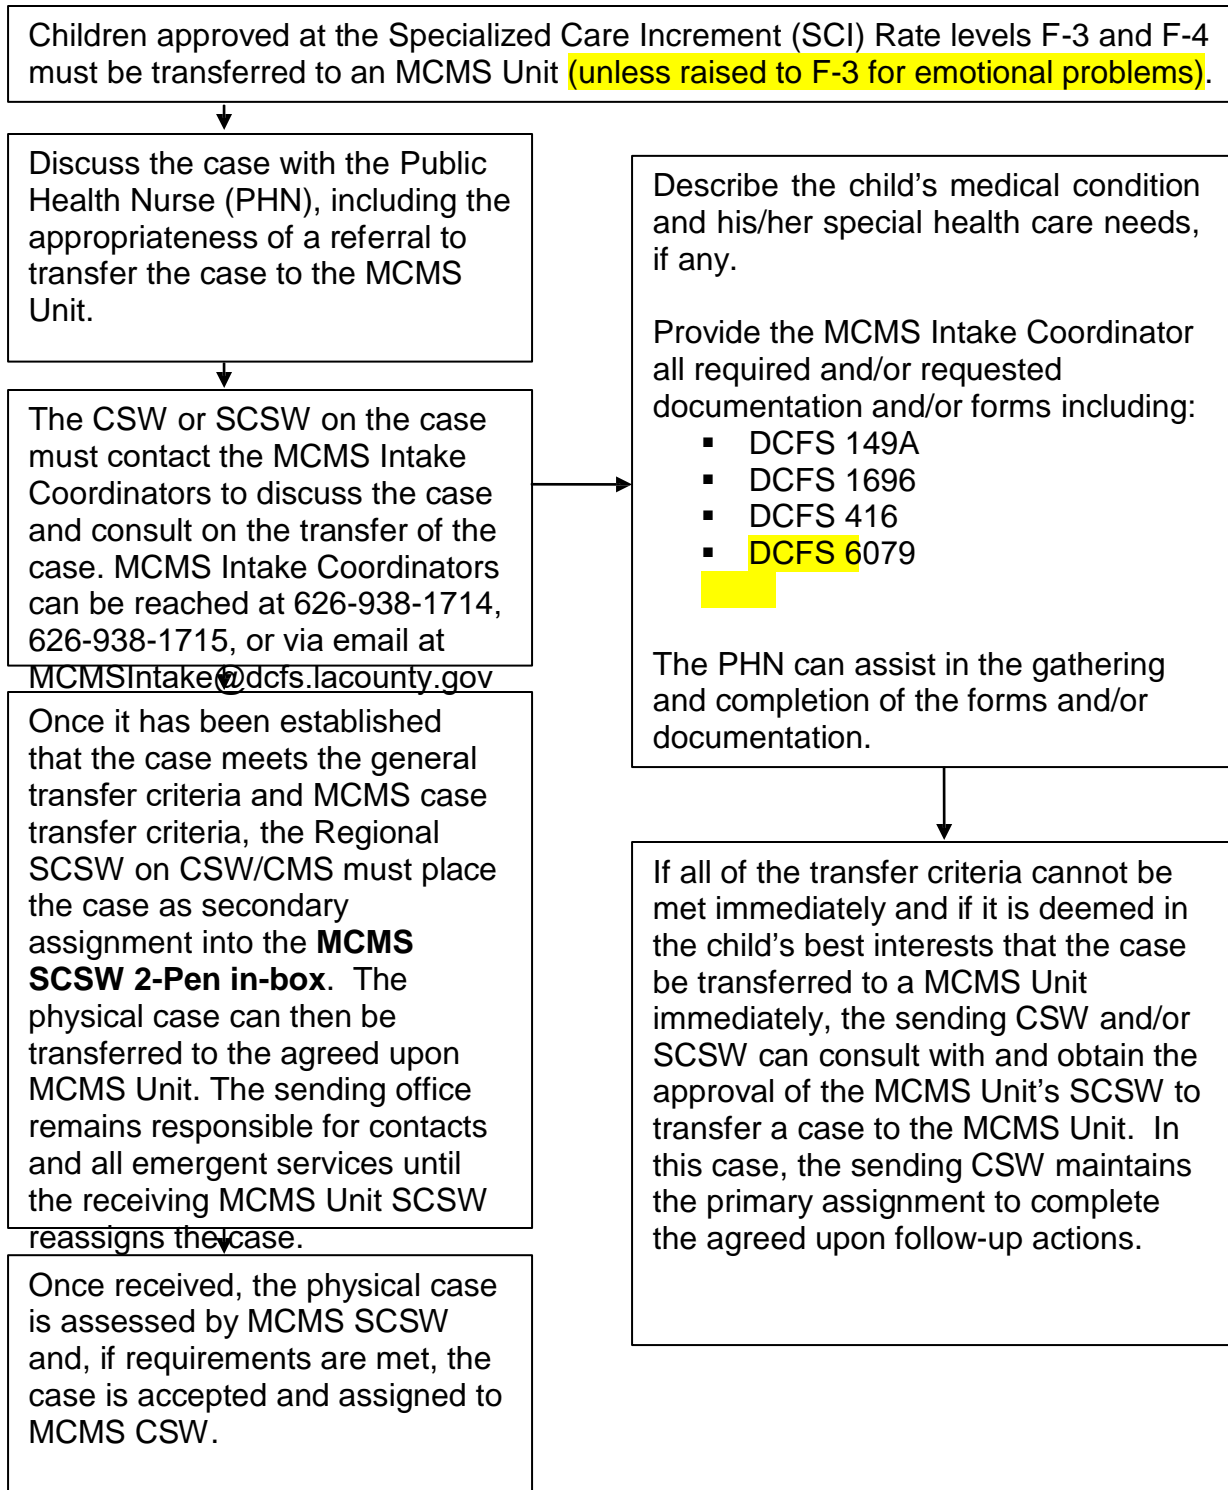 Children approved at the Specialized Care Increment (SCI) Rate levels F-3 and F-4
must be transferred to an MCMS Unit (unless raised to F-3 for emotional problems).
Discuss the case with the Public
Health Nurse (PHN), including the
appropriateness of a referral to
transfer the case to the MCMS
Unit.
The CSW or SCSW on the case
must contact the MCMS Intake
Coordinators to discuss the case
and consult on the transfer of the
case. MCMS Intake Coordinators
can be reached at 626-938-1714,
626-938-1715, or via email at
MCMSIntake@dcfs.lacounty.gov
Describe the child's medical condition
and his/her special health care needs,
if any.
Provide the MCMS Intake Coordinator
all required and/or requested
documentation and/or forms including:
▪ DCFS 149A
▪ DCFS 1696
▪ DCFS 416
▪ DCFS 6079
The PHN can assist in the gathering
and completion of the forms and/or
documentation.
Once it has been established
that the case meets the general
transfer criteria and MCMS case
transfer criteria, the Regional
SCSW on CSW/CMS must place
the case as secondary
assignment into the MCMS
SCSW 2-Pen in-box. The
physical case can then be
transferred to the agreed upon
MCMS Unit. The sending office
remains responsible for contacts
and all emergent services until
the receiving MCMS Unit SCSW
reassigns the case.
If all of the transfer criteria cannot be
met immediately and if it is deemed in
the child's best interests that the case
be transferred to a MCMS Unit
immediately, the sending CSW and/or
SCSW can consult with and obtain the
approval of the MCMS Unit's SCSW to
transfer a case to the MCMS Unit. In
this case, the sending CSW maintains
the primary assignment to complete
the agreed upon follow-up actions.
Once received, the physical case
is assessed by MCMS SCSW
and, if requirements are met, the
case is accepted and assigned to
MCMS CSW.